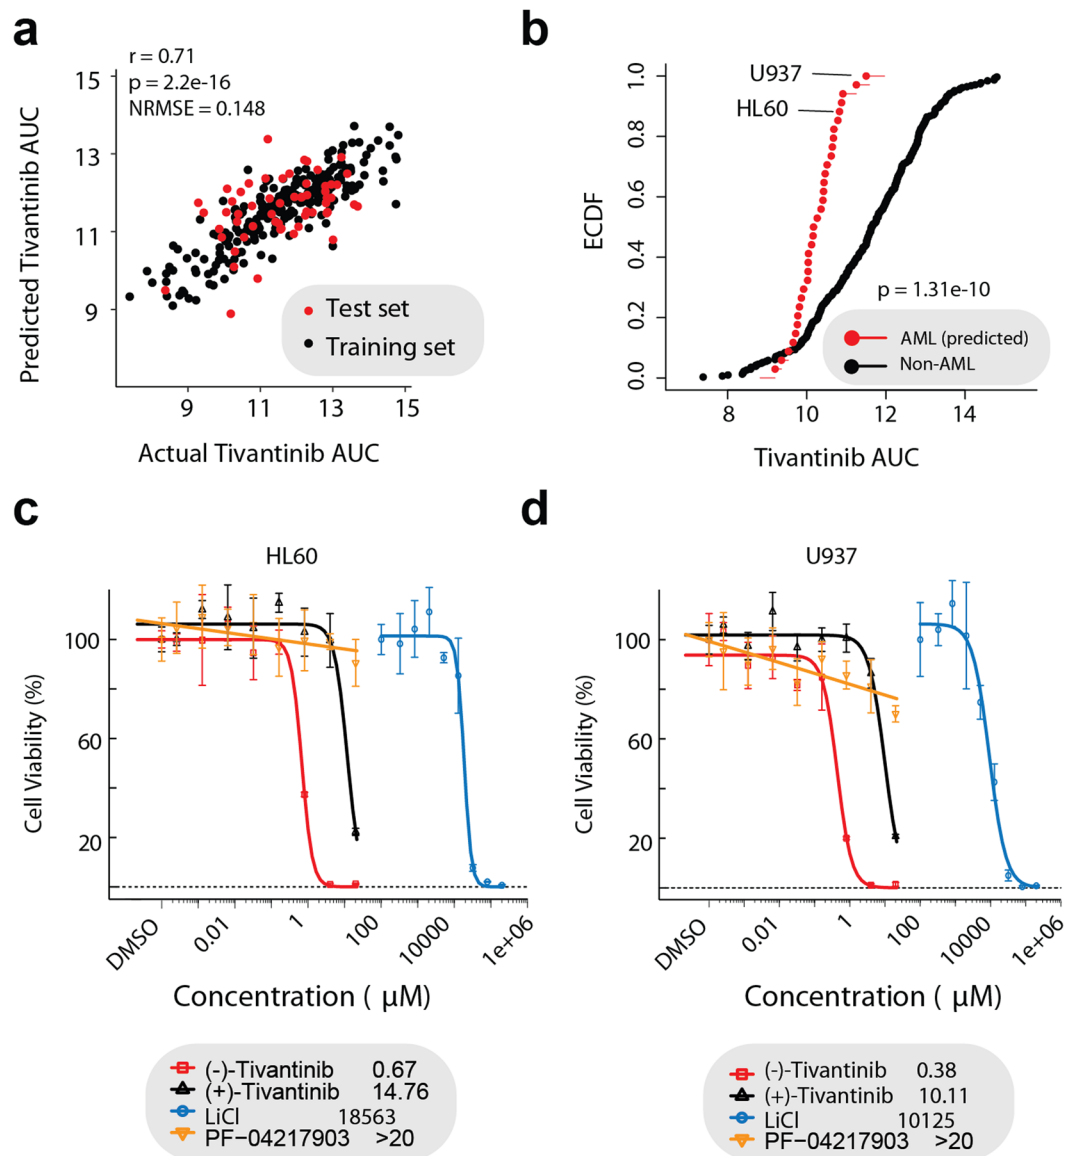 a
r = 0.71
p = 2.2e-16
NRMSE = 0.148
Predicted Tivantinib AUC
15
13
11
9
Test set
Training set
9 11 13 15
Actual Tivantinib AUC
b
U937
HL60
ECDF
1.0
0.8
0.6
0.4
0.2
0.0
p = 1.31e-10
AML (predicted)
Non-AML
8 10 12 14
Tivantinib AUC
c
HL60
Cell Viability (%)
100
60
20
DMSO 0.01 1 100 10000 1e+06
Concentration ( μM)
(-)-Tivantinib 0.67
(+)-Tivantinib 14.76
LiCl 18563
PF−04217903 >20
d
U937
Cell Viability (%)
100
60
20
DMSO 0.01 1 100 10000 1e+06
Concentration ( μM)
(-)-Tivantinib 0.38
(+)-Tivantinib 10.11
LiCl 10125
PF−04217903 >20